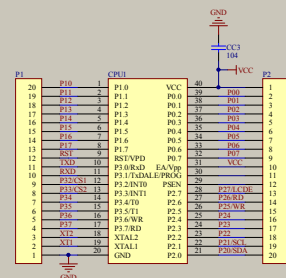 GND
CC3
104
VCC
P1 CPU1 P2
20 P10 1 P1.0 VCC 40 1
19 P11 2 P1.1 P0.0 39 P00 2
18 P12 3 P1.2 P0.1 38 P01 3
17 P13 4 P1.3 P0.2 37 P02 4
16 P14 5 P1.4 P0.3 36 P03 5
15 P15 6 P1.5 P0.4 35 P04 6
14 P16 7 P1.6 P0.5 34 P05 7
13 P17 8 P1.7 P0.6 33 P06 8
12 RST 9 RST/VPD P0.7 32 P07 9
11 TXD 10 P3.0/RxD EA/Vpp 31 VCC 10
10 RXD 11 P3.1/TxDALE/PROG 30 11
9 P32/CS1 12 P3.2/INT0 PSEN 29 12
8 P33/CS2 13 P3.3/INT1 P2.7 28 P27/LCDE 13
7 P34 14 P3.4/T0 P2.6 27 P26/RD 14
6 P35 15 P3.5/T1 P2.5 26 P25/WR 15
5 P36 16 P3.6/WR P2.4 25 P24 16
4 P37 17 P3.7/RD P2.3 24 P23 17
3 XT2 18 XTAL2 P2.2 23 P22 18
2 XT1 19 XTAL1 P2.1 22 P21/SCL 19
1 20 GND P2.0 21 P20/SDA 20
GND